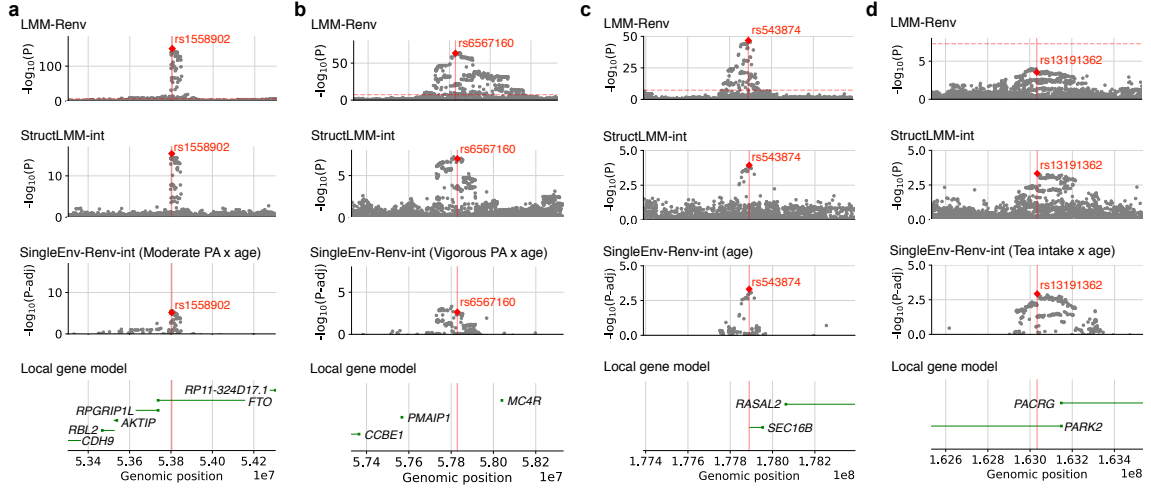 a
LMM-Renv
rs1558902
-log10(P)
100
0
StructLMM-int
rs1558902
-log10(P)
10
0
SingleEnv-Renv-int (Moderate PA x age)
rs1558902
-log10(P-adj)
10
0
Local gene model
RP11-324D17.1
FTO
RPGRIP1L
AKTIP
RBL2
CDH9
5.34 5.36 5.38 5.40 5.42
Genomic position 1e7
b
LMM-Renv
rs6567160
-log10(P)
50
0
StructLMM-int
rs6567160
-log10(P)
5
0
SingleEnv-Renv-int (Vigorous PA x age)
rs6567160
-log10(P-adj)
5
0
Local gene model
MC4R
PMAIP1
CCBE1
5.74 5.76 5.78 5.80 5.82
Genomic position 1e7
c
LMM-Renv
rs543874
-log10(P)
50
25
0
StructLMM-int
rs543874
-log10(P)
5.0
2.5
0.0
SingleEnv-Renv-int (age)
rs543874
-log10(P-adj)
5.0
2.5
0.0
Local gene model
RASAL2
SEC16B
1.774 1.776 1.778 1.780 1.782
Genomic position 1e8
d
LMM-Renv
rs13191362
-log10(P)
5
0
StructLMM-int
rs13191362
-log10(P)
5.0
2.5
0.0
SingleEnv-Renv-int (Tea intake x age)
rs13191362
-log10(P-adj)
5.0
2.5
0.0
Local gene model
PACRG
PARK2
1.626 1.628 1.630 1.632 1.634
Genomic position 1e8